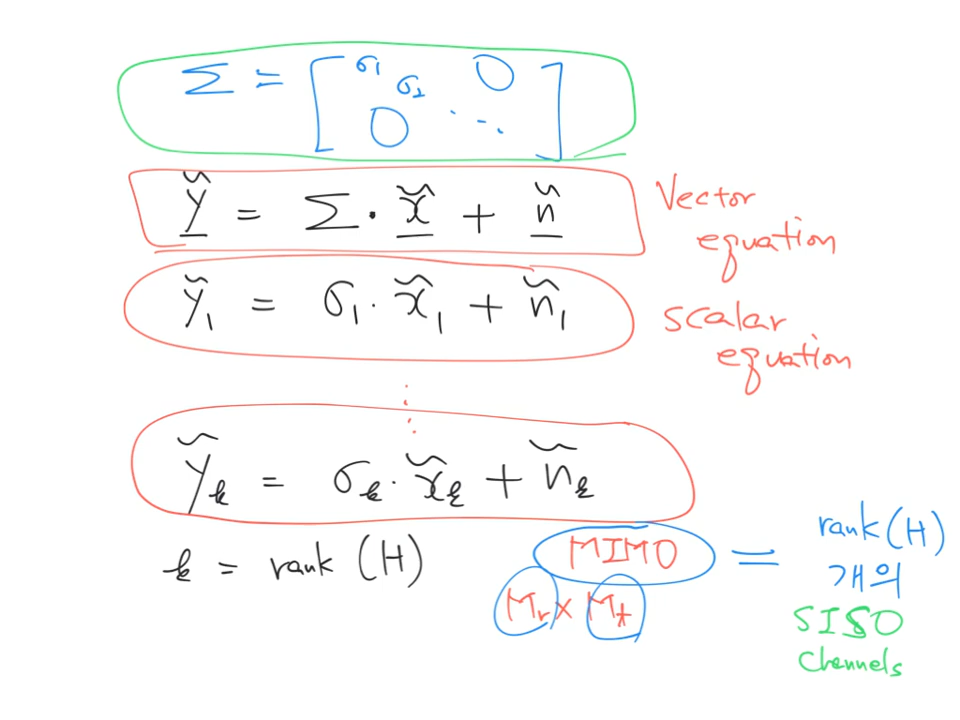 Σ = [ σ₁ σ₂ 0 0 ⋱ ]
ỹ = Σ · x̃ + ñ
Vector
equation
ỹ₁ = σ₁ · x̃₁ + ñ₁
scalar
equation
⋮
ỹₖ = σₖ · x̃ₖ + ñₖ
k = rank (H)
MIMO
Mᵣ × Mₜ
=
rank(H)
개의
SISO
channels